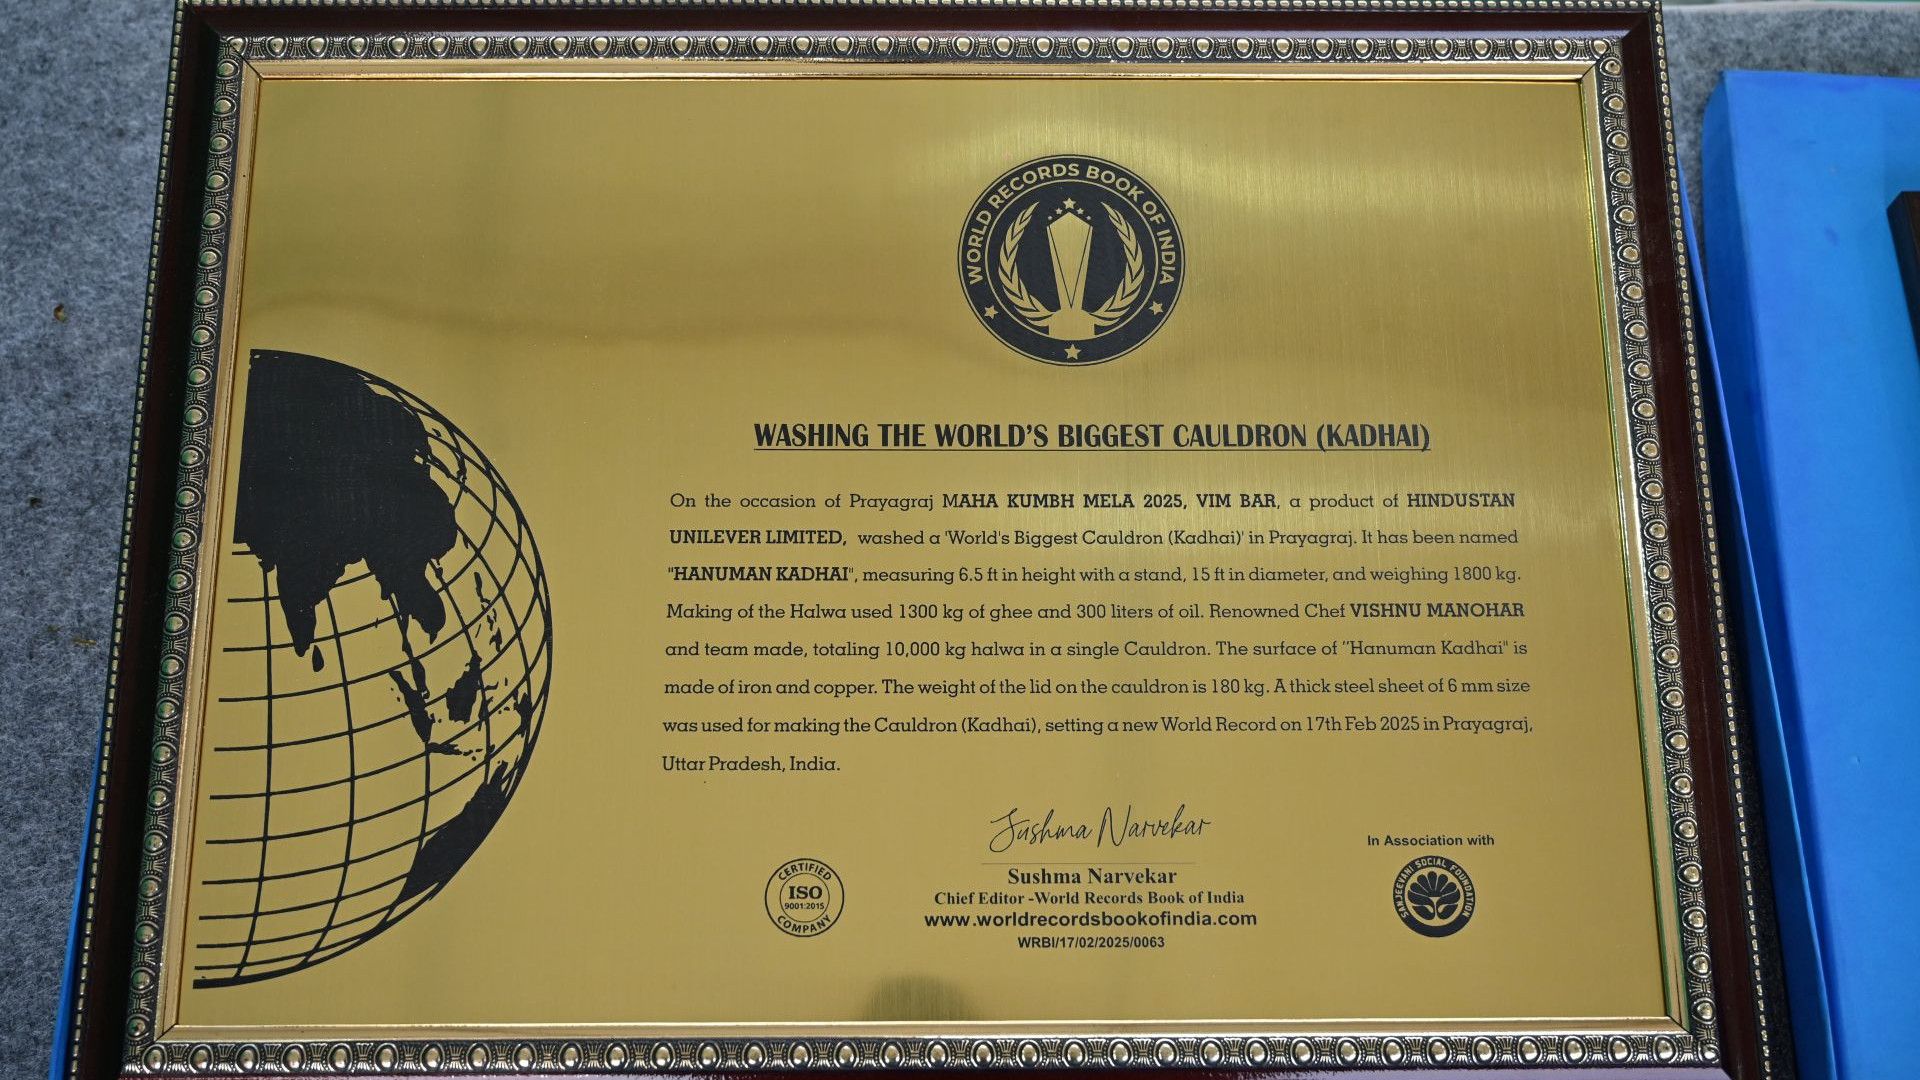 WORLD RECORDS BOOK OF INDIA
WASHING THE WORLD'S BIGGEST CAULDRON (KADHAI)
On the occasion of Prayagraj MAHA KUMBH MELA 2025, VIM BAR, a product of HINDUSTAN
UNILEVER LIMITED, washed a 'World's Biggest Cauldron (Kadhai)' in Prayagraj. It has been named
"HANUMAN KADHAI", measuring 6.5 ft in height with a stand, 15 ft in diameter, and weighing 1800 kg.
Making of the Halwa used 1300 kg of ghee and 300 liters of oil. Renowned Chef VISHNU MANOHAR
and team made, totaling 10,000 kg halwa in a single Cauldron. The surface of "Hanuman Kadhai" is
made of iron and copper. The weight of the lid on the cauldron is 180 kg. A thick steel sheet of 6 mm size
was used for making the Cauldron (Kadhai), setting a new World Record on 17th Feb 2025 in Prayagraj,
Uttar Pradesh, India.
Sushma Narvekar
Sushma Narvekar
Chief Editor -World Records Book of India
www.worldrecordsbookofindia.com
WRBI/17/02/2025/0063
CERTIFIED
ISO
9001:2015
COMPANY
In Association with
SANJEEVANI SOCIAL FOUNDATION